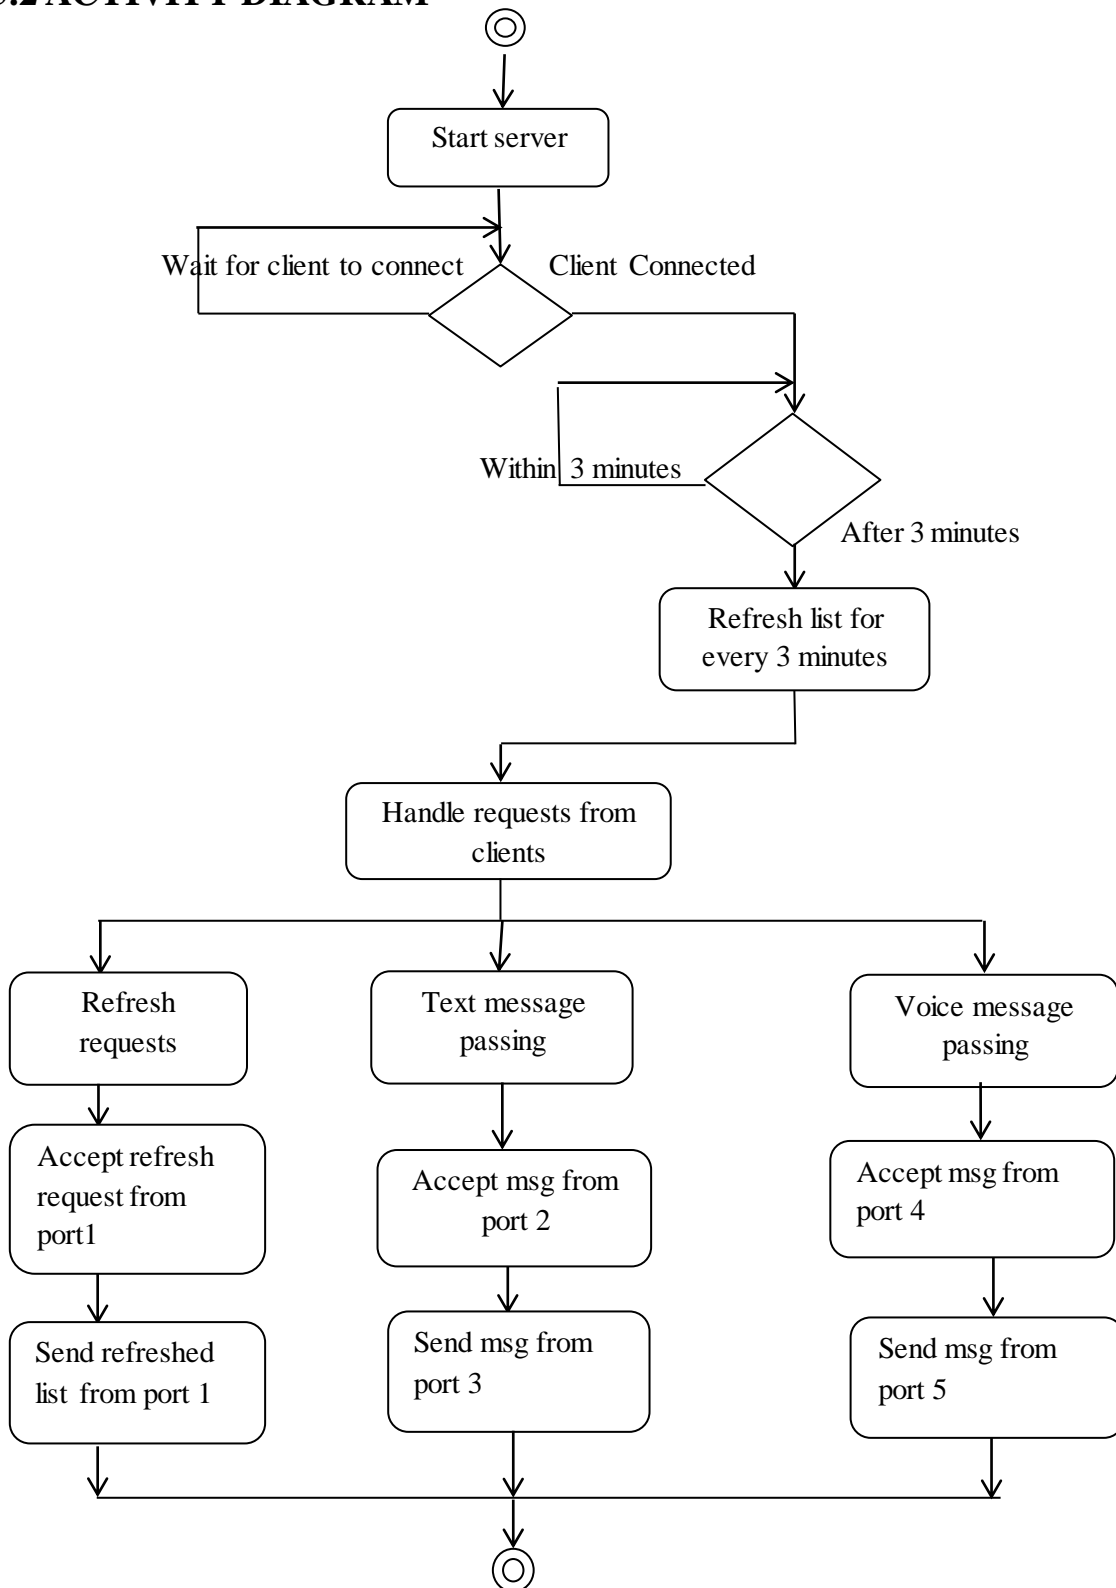 ACTIVITY DIAGRAM
Start server
Wait for client to connect
Client Connected
Within 3 minutes
After 3 minutes
Refresh list for
every 3 minutes
Handle requests from
clients
Refresh
requests
Text message
passing
Voice message
passing
Accept refresh
request from
port1
Accept msg from
port 2
Accept msg from
port 4
Send refreshed
list from port 1
Send msg from
port 3
Send msg from
port 5